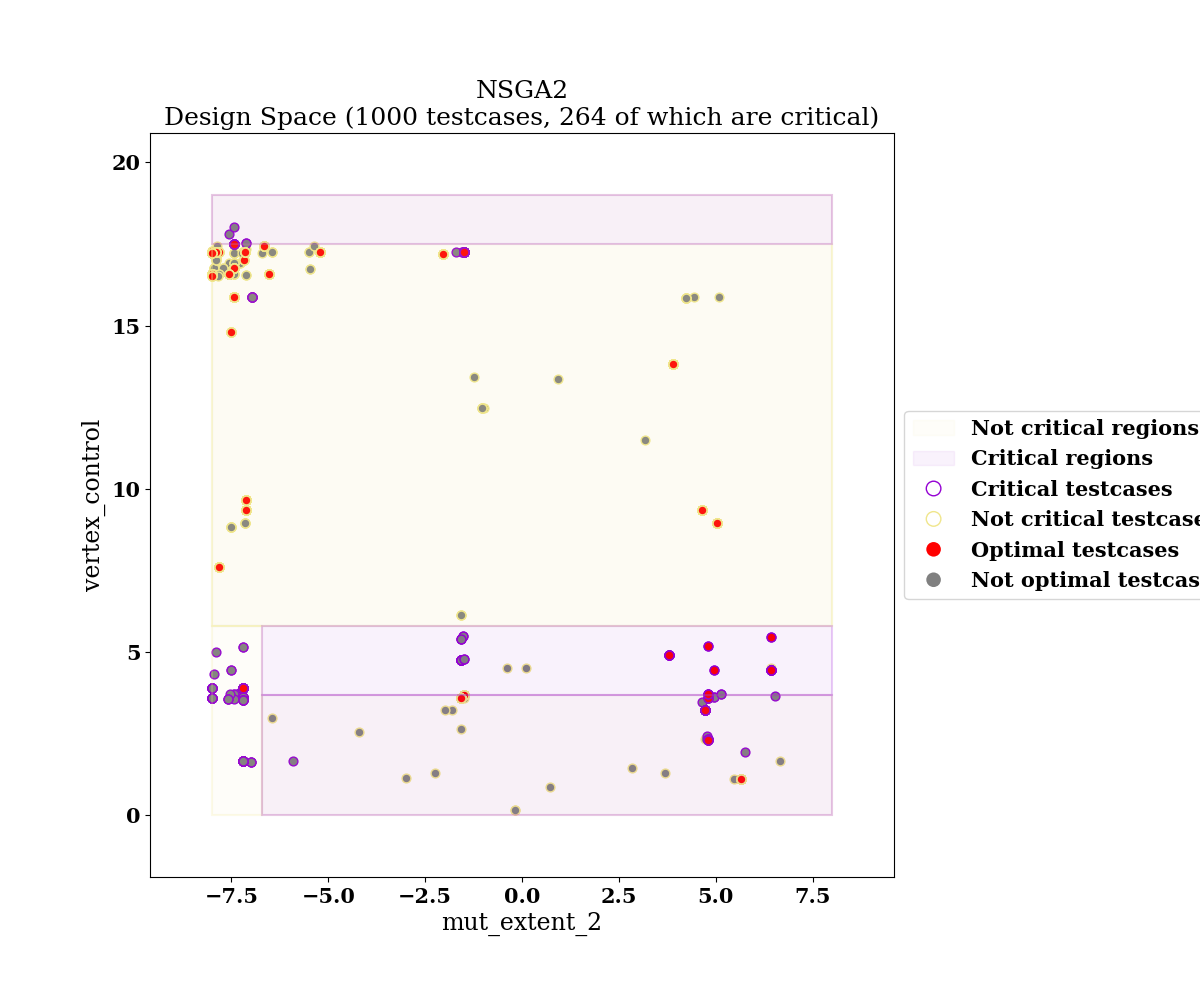 NSGA2
Design Space (1000 testcases, 264 of which are critical)
20
15
10
5
0
vertex_control
−7.5 −5.0 −2.5 0.0 2.5 5.0 7.5
mut_extent_2
Not critical regions
Critical regions
Critical testcases
Not critical testcase
Optimal testcases
Not optimal testcas